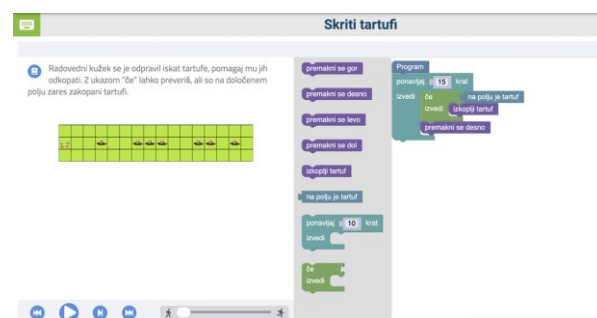 Skriti tartufi
Radovedni kužek se je odpravil iskat tartufe, pomagaj mu jih
odkopati. Z ukazom "če" lahko preveriš, ali so na določenem
polju zares zakopani tartufi.
premakni se gor
premakni se desno
premakni se levo
premakni se dol
izkoplji tartuf
na polju je tartuf
ponavljaj 10 krat
izvedi
če
izvedi
Program
ponavljaj 15 krat
izvedi če na polju je tartuf
izvedi izkoplji tartuf
premakni se desno